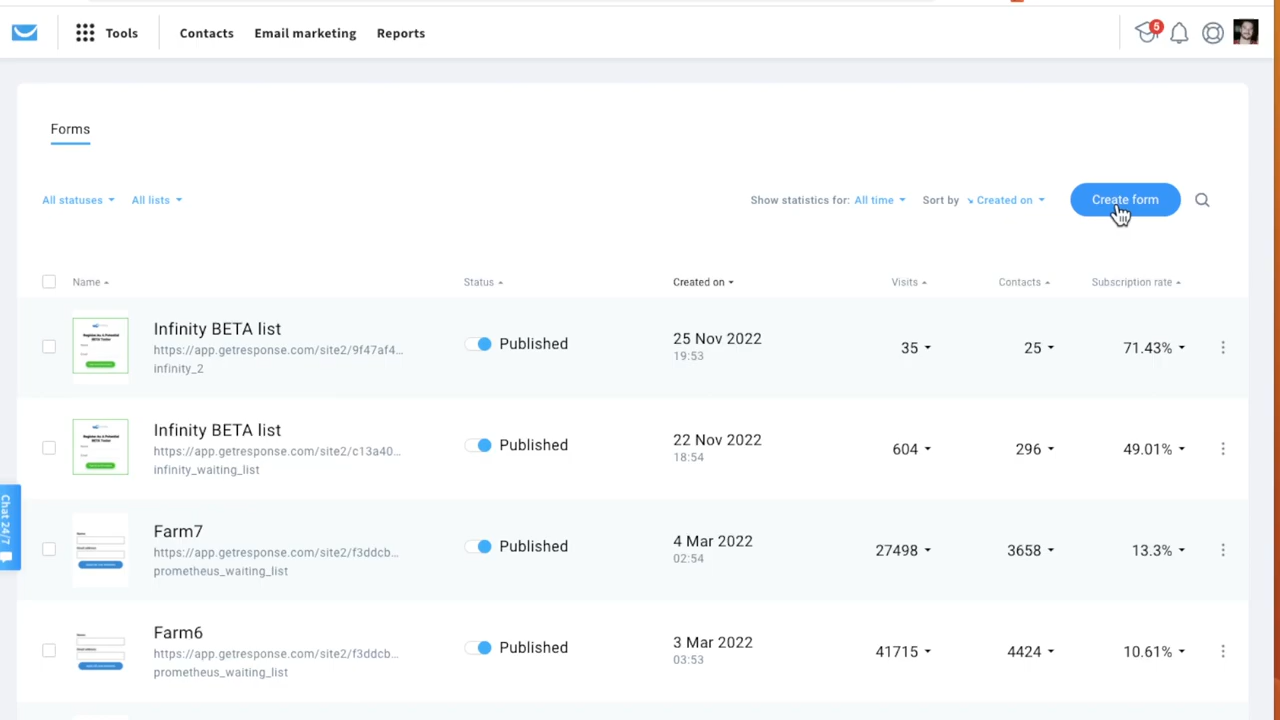 Tools
Contacts
Email marketing
Reports
5
Forms
All statuses
All lists
Show statistics for: All time
Sort by
Created on
Create form
Name
Status
Created on
Visits
Contacts
Subscription rate
Infinity BETA list
https://app.getresponse.com/site2/9f47af4...
infinity_2
Published
25 Nov 2022
19:53
35
25
71.43%
Infinity BETA list
https://app.getresponse.com/site2/c13a40...
infinity_waiting_list
Published
22 Nov 2022
18:54
604
296
49.01%
Farm7
https://app.getresponse.com/site2/f3ddcb...
prometheus_waiting_list
Published
4 Mar 2022
02:54
27498
3658
13.3%
Farm6
https://app.getresponse.com/site2/f3ddcb...
prometheus_waiting_list
Published
3 Mar 2022
03:53
41715
4424
10.61%
Chat 24/7